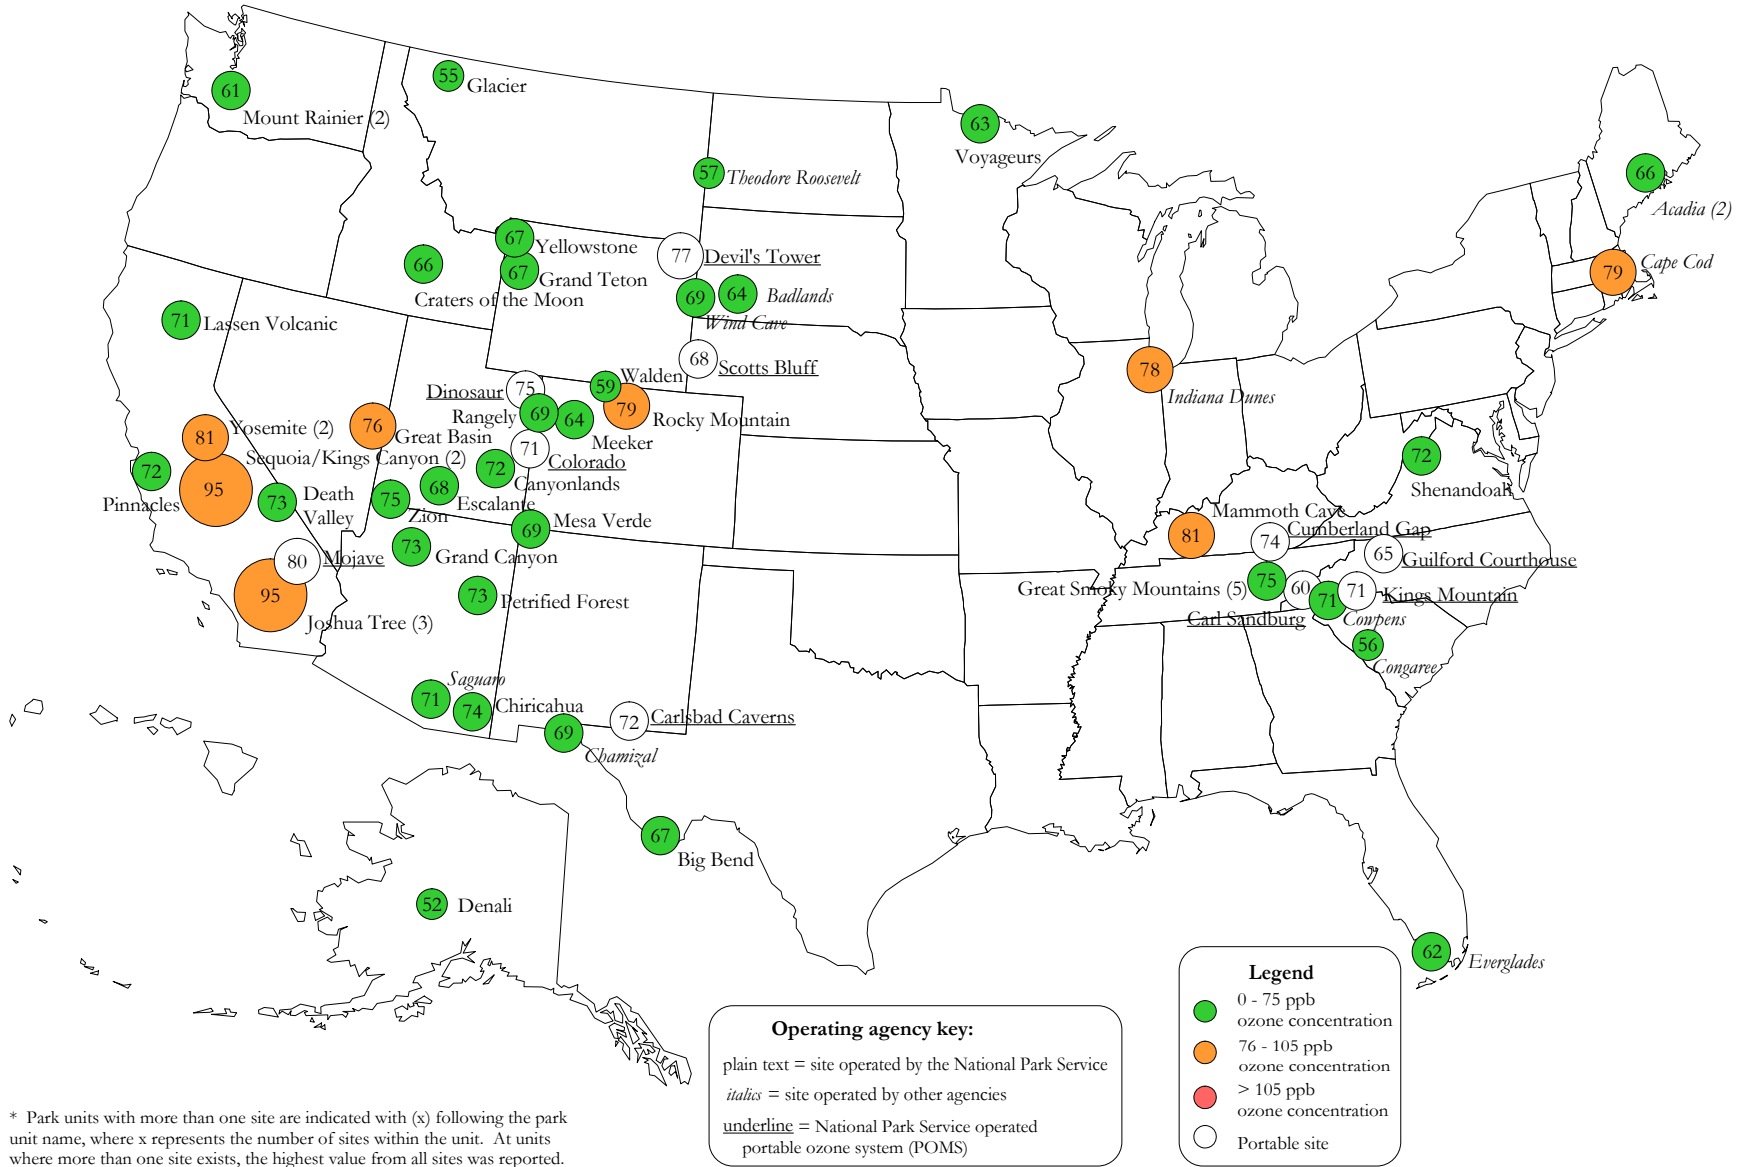 55
Glacier
61
Mount Rainier (2)
63
Voyageurs
57
Theodore Roosevelt
66
Acadia (2)
67
Yellowstone
77
Devil's Tower
66
Craters of the Moon
67
Grand Teton
69
Wind Cave
64
Badlands
79
Cape Cod
71
Lassen Volcanic
68
Scotts Bluff
78
Indiana Dunes
Dinosaur
75
59
Walden
Rangely
69
64
Meeker
79
Rocky Mountain
81
Yosemite (2)
76
Great Basin
71
Colorado
72
Pinnacles
Sequoia/Kings Canyon (2)
95
73
Death
Valley
75
Zion
68
Escalante
72
Canyonlands
72
Shenandoah
69
Mesa Verde
73
Grand Canyon
Mammoth Cave
81
74
Cumberland Gap
65
Guilford Courthouse
80
Mojave
95
Joshua Tree (3)
73
Petrified Forest
Great Smoky Mountains (5)
75
60
Carl Sandburg
71
Cowpens
71
Kings Mountain
56
Congaree
Saguaro
71
74
Chiricahua
69
Chamizal
72
Carlsbad Caverns
67
Big Bend
52
Denali
62
Everglades
Legend
0 - 75 ppb
ozone concentration
76 - 105 ppb
ozone concentration
> 105 ppb
ozone concentration
Portable site
Operating agency key:
plain text = site operated by the National Park Service
italics = site operated by other agencies
underline = National Park Service operated
portable ozone system (POMS)
* Park units with more than one site are indicated with (x) following the park
unit name, where x represents the number of sites within the unit. At units
where more than one site exists, the highest value from all sites was reported.